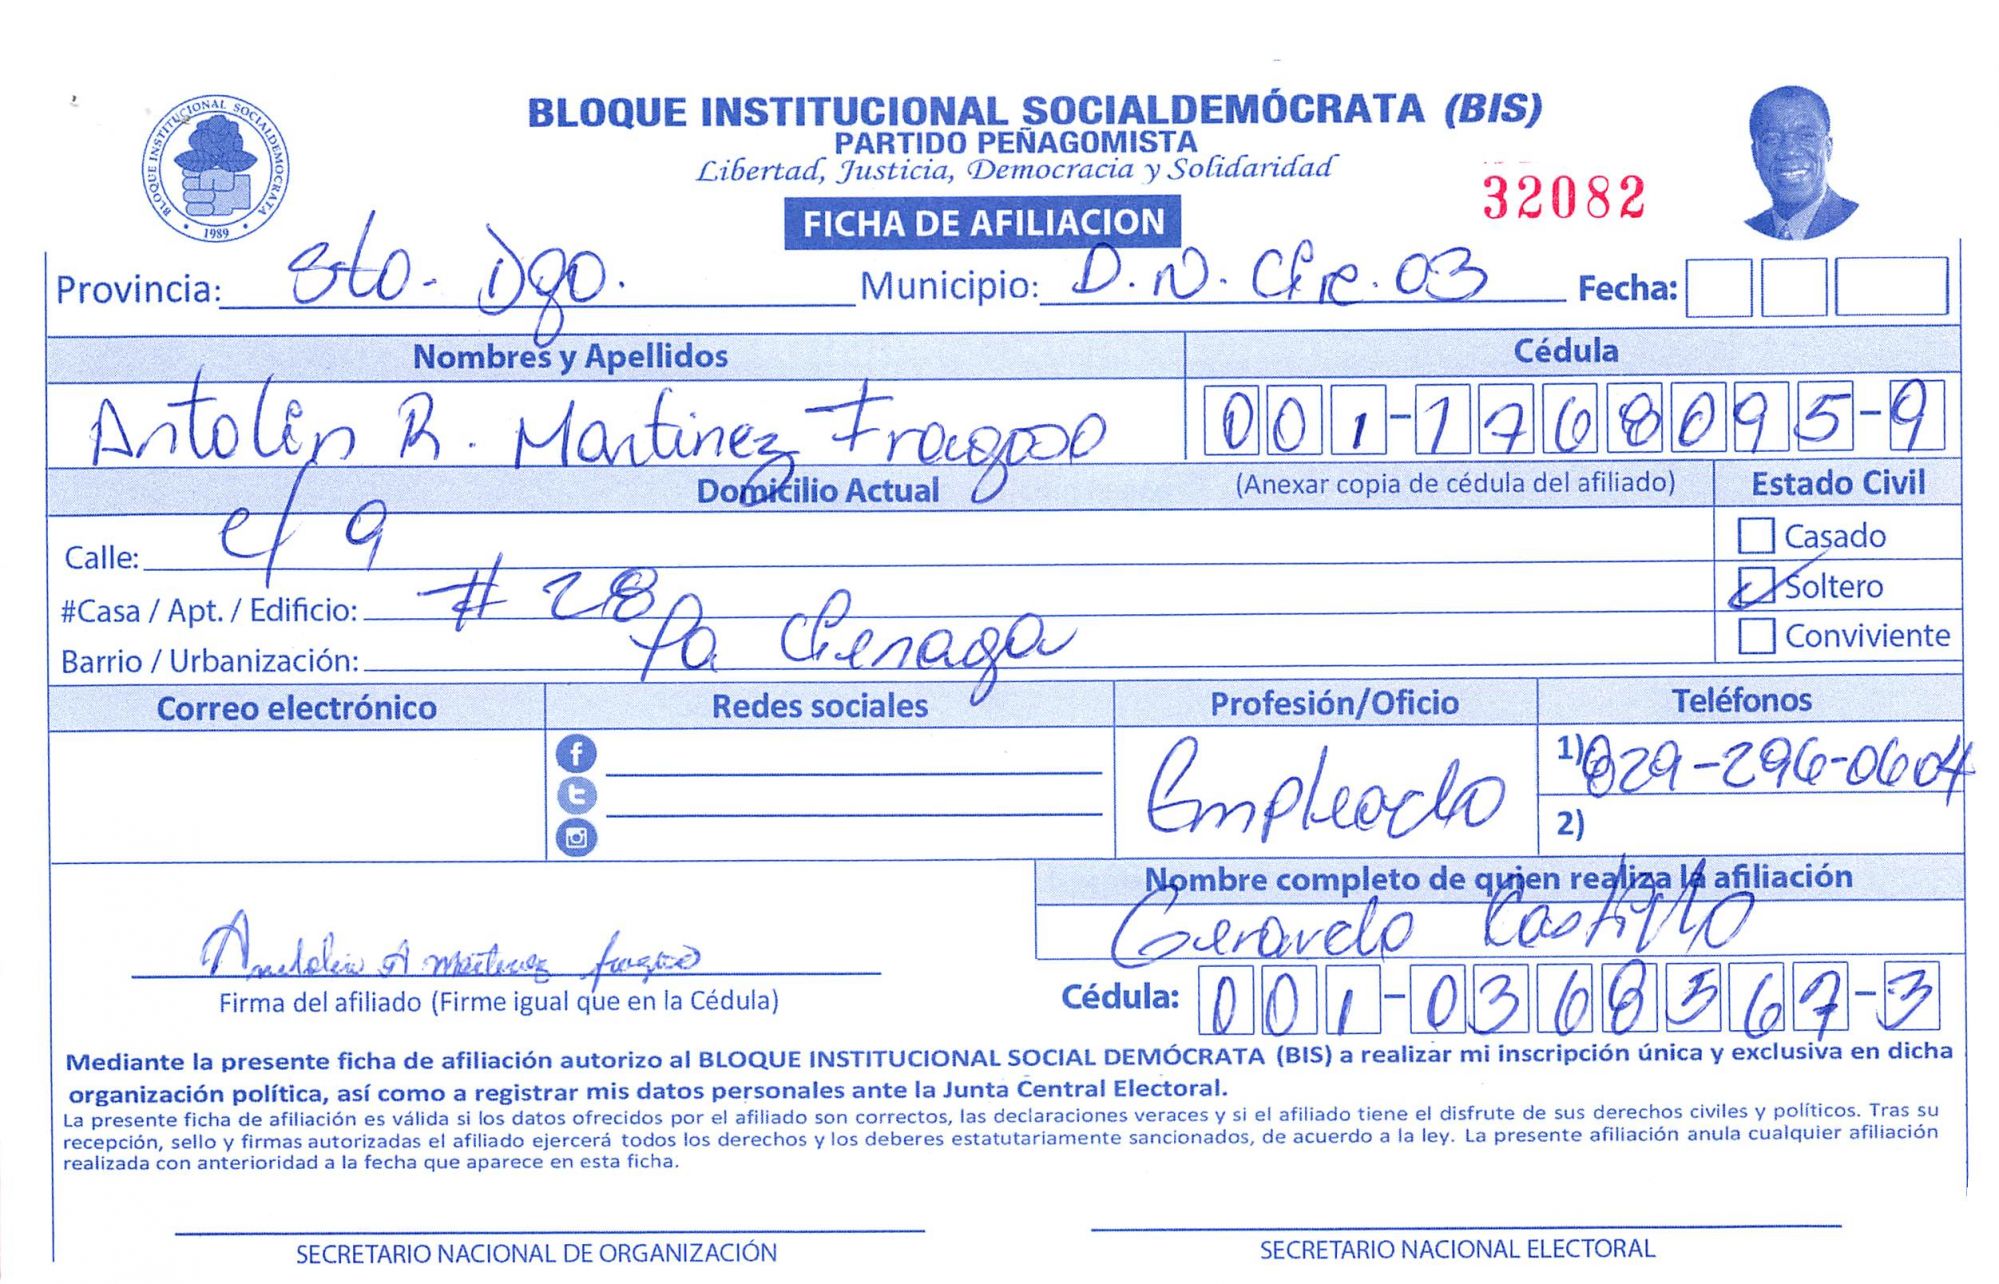 BLOQUE INSTITUCIONAL SOCIALDEMOCRATA
1989
BLOQUE INSTITUCIONAL SOCIALDEMÓCRATA (BIS)
PARTIDO PEÑAGOMISTA
Libertad, Justicia, Democracia y Solidaridad
32082
FICHA DE AFILIACION
Provincia: Sto. Dgo. Municipio: D.N. Circ. 03 Fecha:
Nombres y Apellidos Cédula
Antolin R. Martinez Fragoso 001-1768095-9
Domicilio Actual (Anexar copia de cédula del afiliado) Estado Civil
Calle: c/ 9 Casado
#Casa / Apt. / Edificio: # 28 Soltero
Barrio / Urbanización: La Cienaga Conviviente
Correo electrónico Redes sociales Profesión/Oficio Teléfonos
Empleado 1) 829-296-0604
2)
Nombre completo de quien realiza la afiliación
Gerardo Castillo
Antolin R Martinez fragoso
Firma del afiliado (Firme igual que en la Cédula) Cédula: 001-0368567-3
Mediante la presente ficha de afiliación autorizo al BLOQUE INSTITUCIONAL SOCIAL DEMÓCRATA (BIS) a realizar mi inscripción única y exclusiva en dicha
organización política, así como a registrar mis datos personales ante la Junta Central Electoral.
La presente ficha de afiliación es válida si los datos ofrecidos por el afiliado son correctos, las declaraciones veraces y si el afiliado tiene el disfrute de sus derechos civiles y políticos. Tras su
recepción, sello y firmas autorizadas el afiliado ejercerá todos los derechos y los deberes estatutariamente sancionados, de acuerdo a la ley. La presente afiliación anula cualquier afiliación
realizada con anterioridad a la fecha que aparece en esta ficha.
SECRETARIO NACIONAL DE ORGANIZACIÓN SECRETARIO NACIONAL ELECTORAL